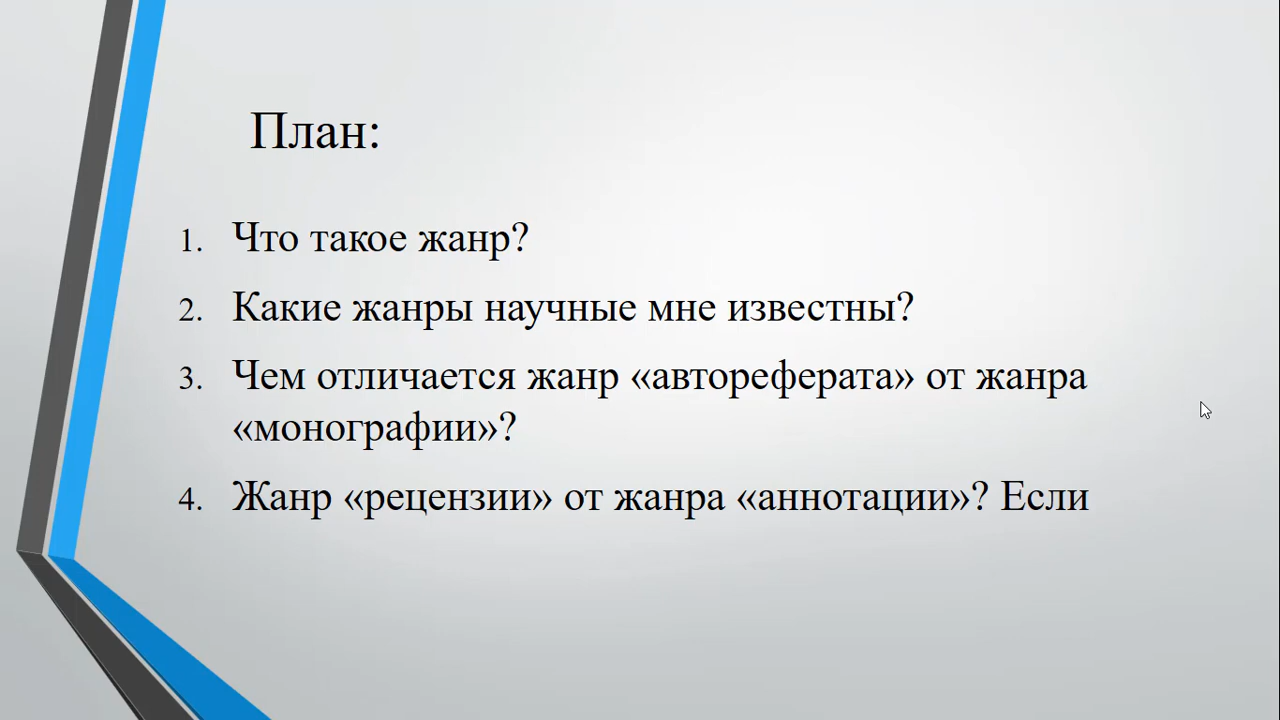 План:
1. Что такое жанр?
2. Какие жанры научные мне известны?
3. Чем отличается жанр «автореферата» от жанра
«монографии»?
4. Жанр «рецензии» от жанра «аннотации»? Если